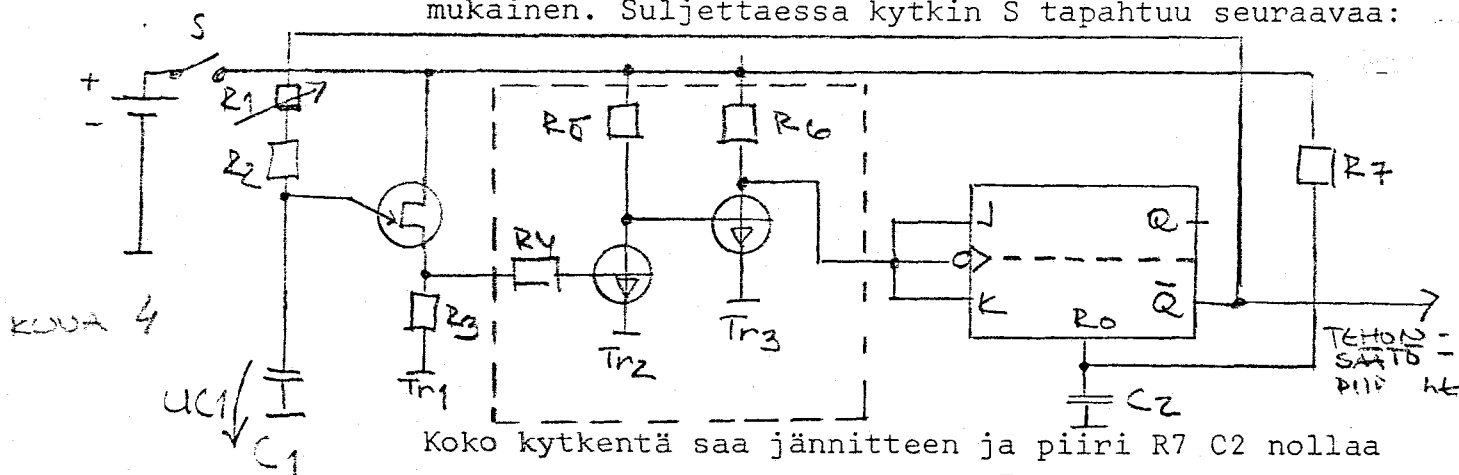 mukainen. Suljettaessa kytkin S tapahtuu seuraavaa:
S
+
-
R1
R2
R5
R6
R7
R4
R3
J
Q
K
Q̅
R0
Tr1
Tr2
Tr3
KUVA 4
UC1
C1
C2
TEHON-
SÄÄTÖ-
Koko kytkentä saa jännitteen ja piiri R7 C2 nollaa